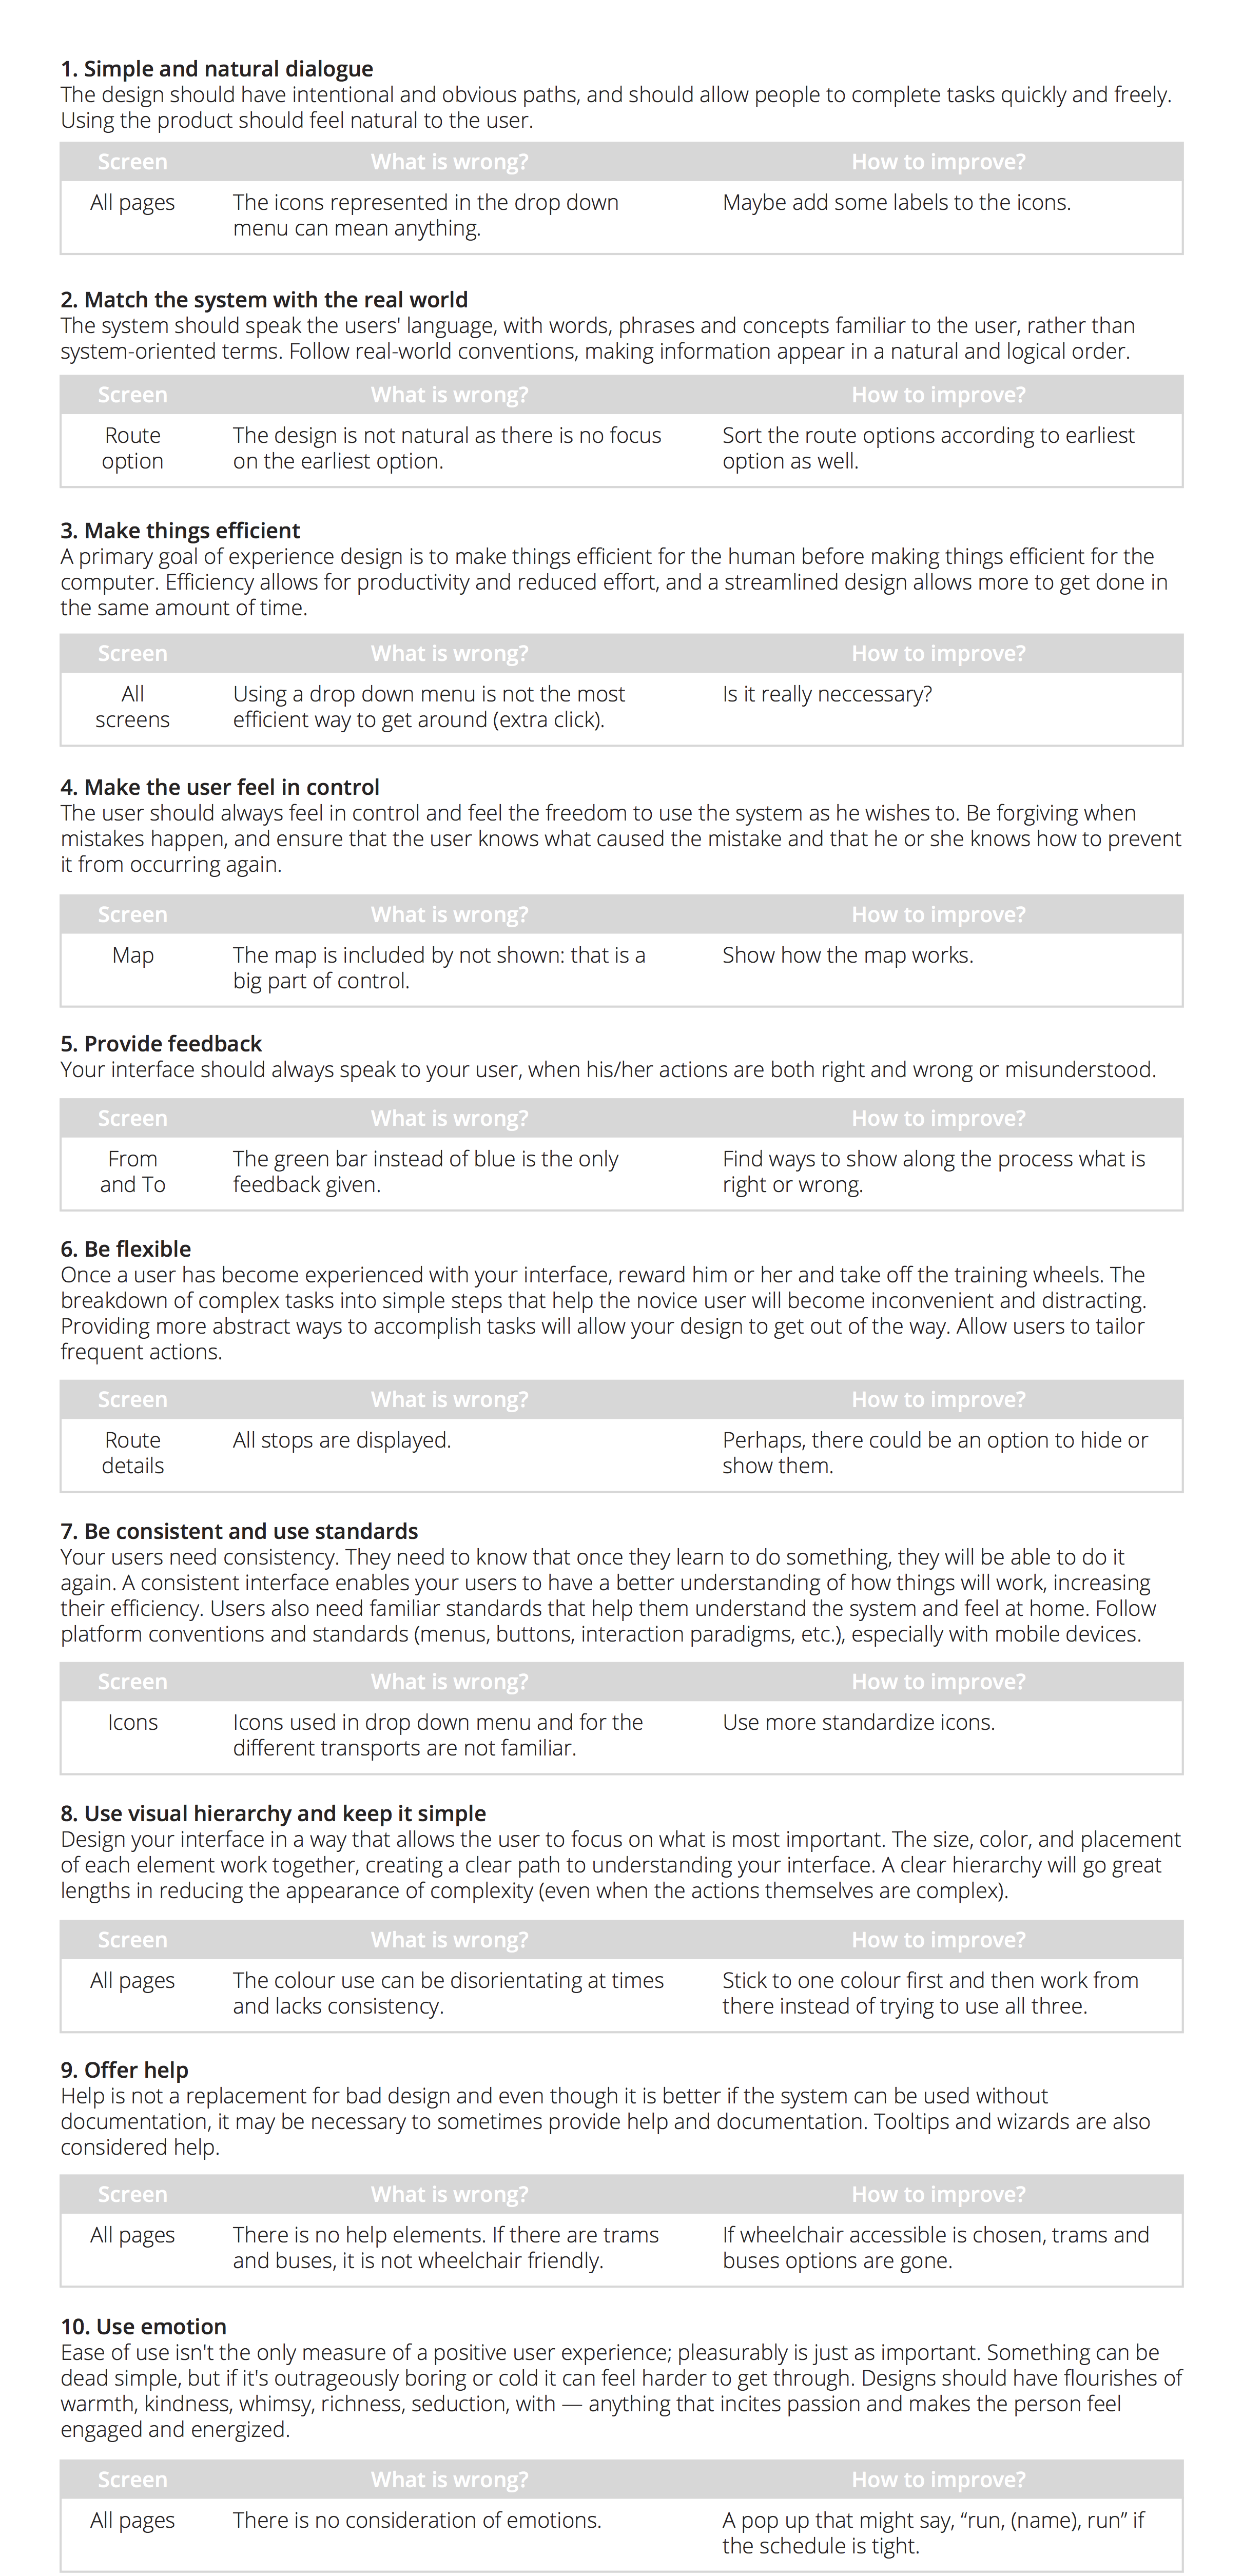 1. Simple and natural dialogue
The design should have intentional and obvious paths, and should allow people to complete tasks quickly and freely.
Using the product should feel natural to the user.
Screen What is wrong? How to improve?
All pages The icons represented in the drop down Maybe add some labels to the icons.
menu can mean anything.
2. Match the system with the real world
The system should speak the users' language, with words, phrases and concepts familiar to the user, rather than
system-oriented terms. Follow real-world conventions, making information appear in a natural and logical order.
Screen What is wrong? How to improve?
Route The design is not natural as there is no focus Sort the route options according to earliest
option on the earliest option. option as well.
3. Make things efficient
A primary goal of experience design is to make things efficient for the human before making things efficient for the
computer. Efficiency allows for productivity and reduced effort, and a streamlined design allows more to get done in
the same amount of time.
Screen What is wrong? How to improve?
All Using a drop down menu is not the most Is it really neccessary?
screens efficient way to get around (extra click).
4. Make the user feel in control
The user should always feel in control and feel the freedom to use the system as he wishes to. Be forgiving when
mistakes happen, and ensure that the user knows what caused the mistake and that he or she knows how to prevent
it from occurring again.
Screen What is wrong? How to improve?
Map The map is included by not shown: that is a Show how the map works.
big part of control.
5. Provide feedback
Your interface should always speak to your user, when his/her actions are both right and wrong or misunderstood.
Screen What is wrong? How to improve?
From The green bar instead of blue is the only Find ways to show along the process what is
and To feedback given. right or wrong.
6. Be flexible
Once a user has become experienced with your interface, reward him or her and take off the training wheels. The
breakdown of complex tasks into simple steps that help the novice user will become inconvenient and distracting.
Providing more abstract ways to accomplish tasks will allow your design to get out of the way. Allow users to tailor
frequent actions.
Screen What is wrong? How to improve?
Route All stops are displayed. Perhaps, there could be an option to hide or
details show them.
7. Be consistent and use standards
Your users need consistency. They need to know that once they learn to do something, they will be able to do it
again. A consistent interface enables your users to have a better understanding of how things will work, increasing
their efficiency. Users also need familiar standards that help them understand the system and feel at home. Follow
platform conventions and standards (menus, buttons, interaction paradigms, etc.), especially with mobile devices.
Screen What is wrong? How to improve?
Icons Icons used in drop down menu and for the Use more standardize icons.
different transports are not familiar.
8. Use visual hierarchy and keep it simple
Design your interface in a way that allows the user to focus on what is most important. The size, color, and placement
of each element work together, creating a clear path to understanding your interface. A clear hierarchy will go great
lengths in reducing the appearance of complexity (even when the actions themselves are complex).
Screen What is wrong? How to improve?
All pages The colour use can be disorientating at times Stick to one colour first and then work from
and lacks consistency. there instead of trying to use all three.
9. Offer help
Help is not a replacement for bad design and even though it is better if the system can be used without
documentation, it may be necessary to sometimes provide help and documentation. Tooltips and wizards are also
considered help.
Screen What is wrong? How to improve?
All pages There is no help elements. If there are trams If wheelchair accessible is chosen, trams and
and buses, it is not wheelchair friendly. buses options are gone.
10. Use emotion
Ease of use isn't the only measure of a positive user experience; pleasurably is just as important. Something can be
dead simple, but if it's outrageously boring or cold it can feel harder to get through. Designs should have flourishes of
warmth, kindness, whimsy, richness, seduction, with — anything that incites passion and makes the person feel
engaged and energized.
Screen What is wrong? How to improve?
All pages There is no consideration of emotions. A pop up that might say, “run, (name), run” if
the schedule is tight.